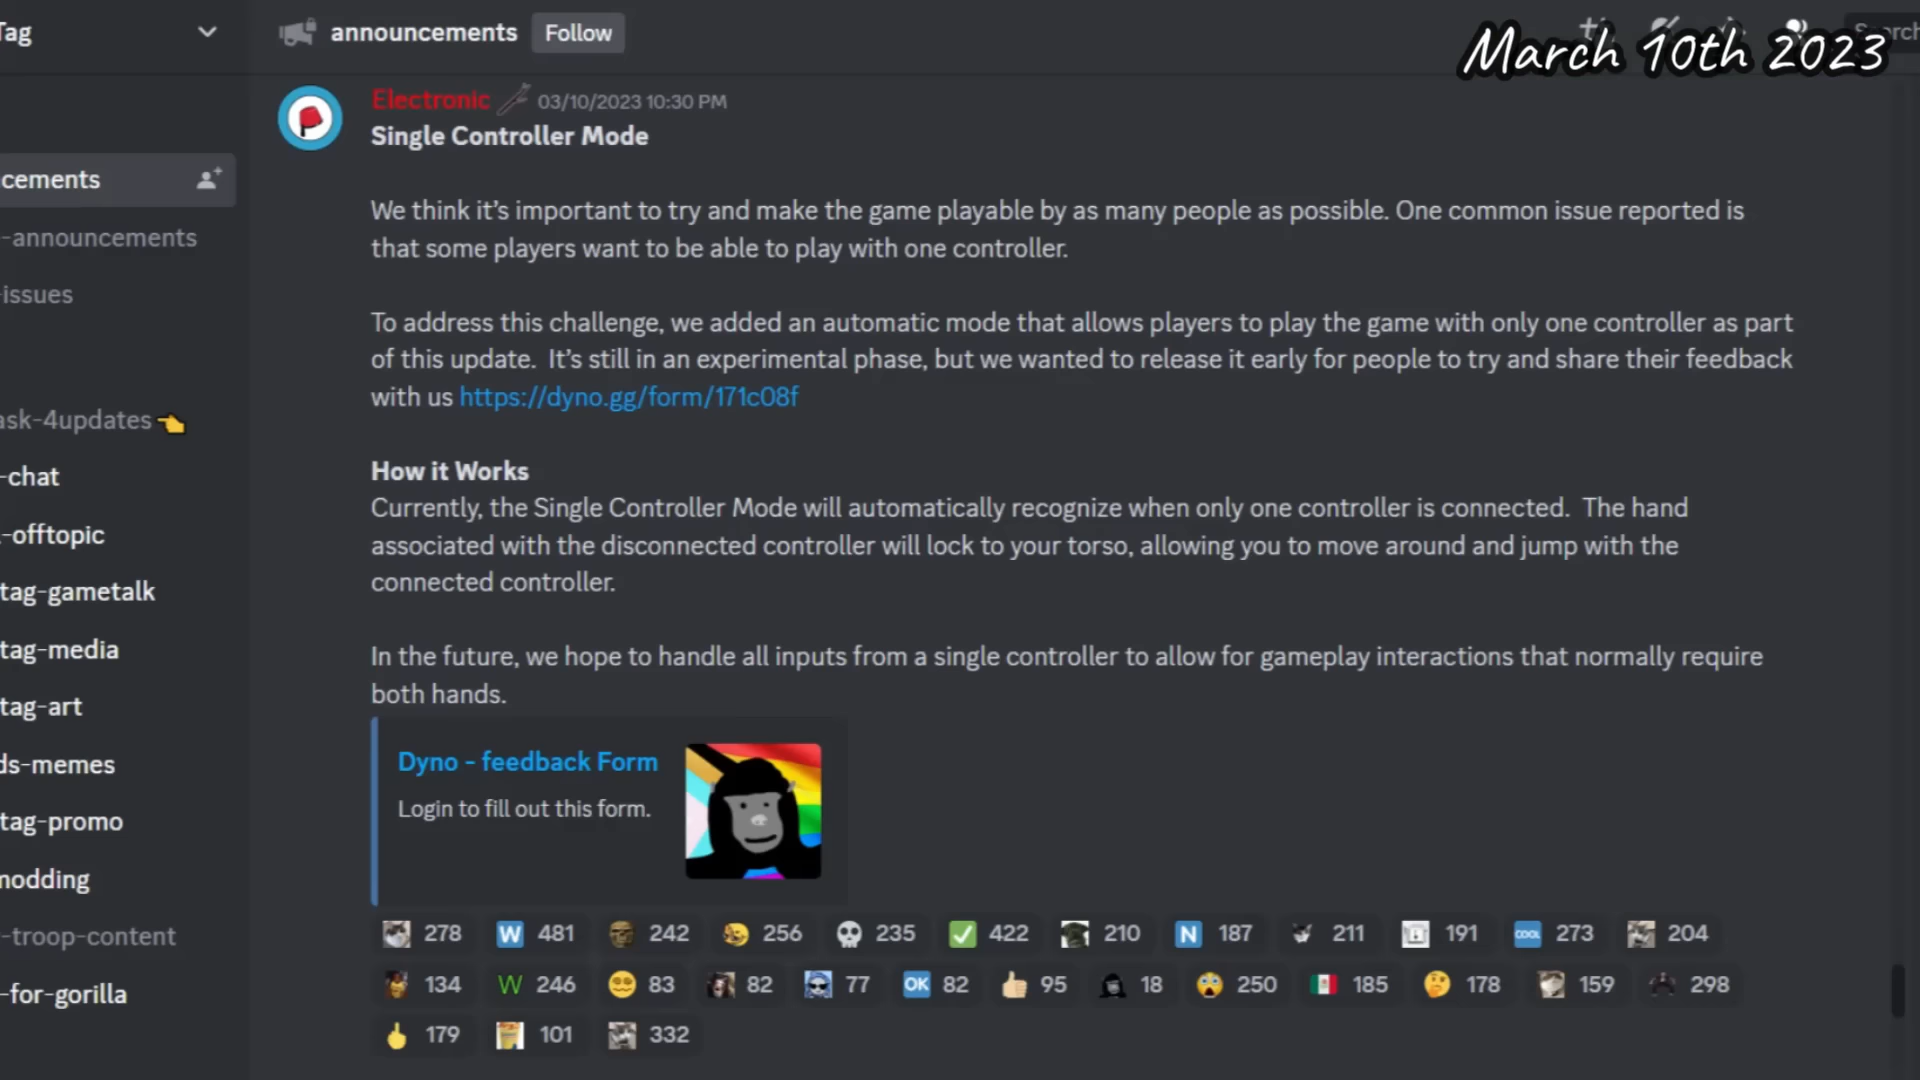 Tag
announcements
Follow
Search
March 10th 2023
Electronic 03/10/2023 10:30 PM
Single Controller Mode
cements
-announcements
-issues
ask-4updates
-chat
-offtopic
tag-gametalk
tag-media
tag-art
ds-memes
tag-promo
modding
-troop-content
-for-gorilla
We think it's important to try and make the game playable by as many people as possible. One common issue reported is
that some players want to be able to play with one controller.
To address this challenge, we added an automatic mode that allows players to play the game with only one controller as part
of this update.  It's still in an experimental phase, but we wanted to release it early for people to try and share their feedback
with us https://dyno.gg/form/171c08f
How it Works
Currently, the Single Controller Mode will automatically recognize when only one controller is connected.  The hand
associated with the disconnected controller will lock to your torso, allowing you to move around and jump with the
connected controller.
In the future, we hope to handle all inputs from a single controller to allow for gameplay interactions that normally require
both hands.
Dyno - feedback Form
Login to fill out this form.
278 W 481 242 256 235 422 210 N 187 211 191 COOL 273 204
134 W 246 83 82 77 OK 82 95 18 250 185 178 159 298
179 101 332